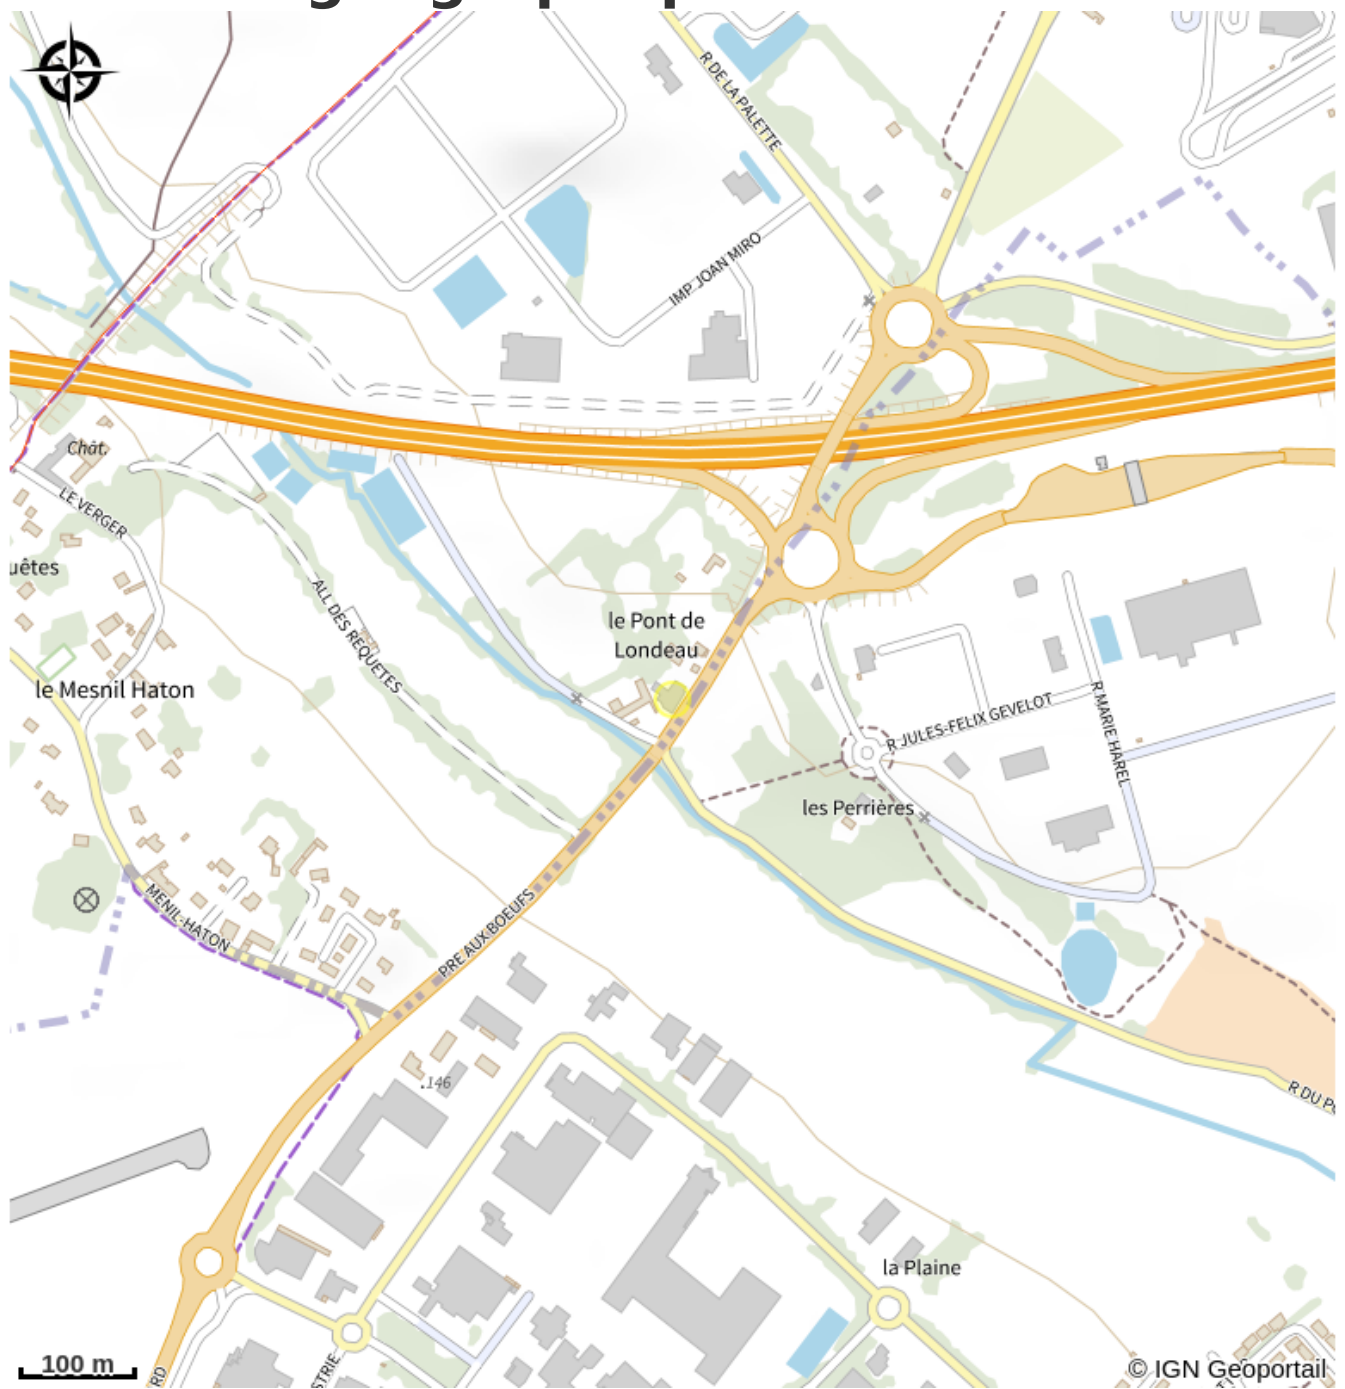 R DE LA PALETTE
IMP JOAN MIRO
Chât.
LE VERGER
uêtes
ALL DES REQUETES
le Pont de
Londeau
le Mesnil Haton
R JULES-FELIX GEVELOT
R MARIE HAREL
les Perrières
MENIL-HATON
PRE AUX BOEUFS
.146
R DU P
la Plaine
100 m
RD
STRIE
© IGN Géoportail